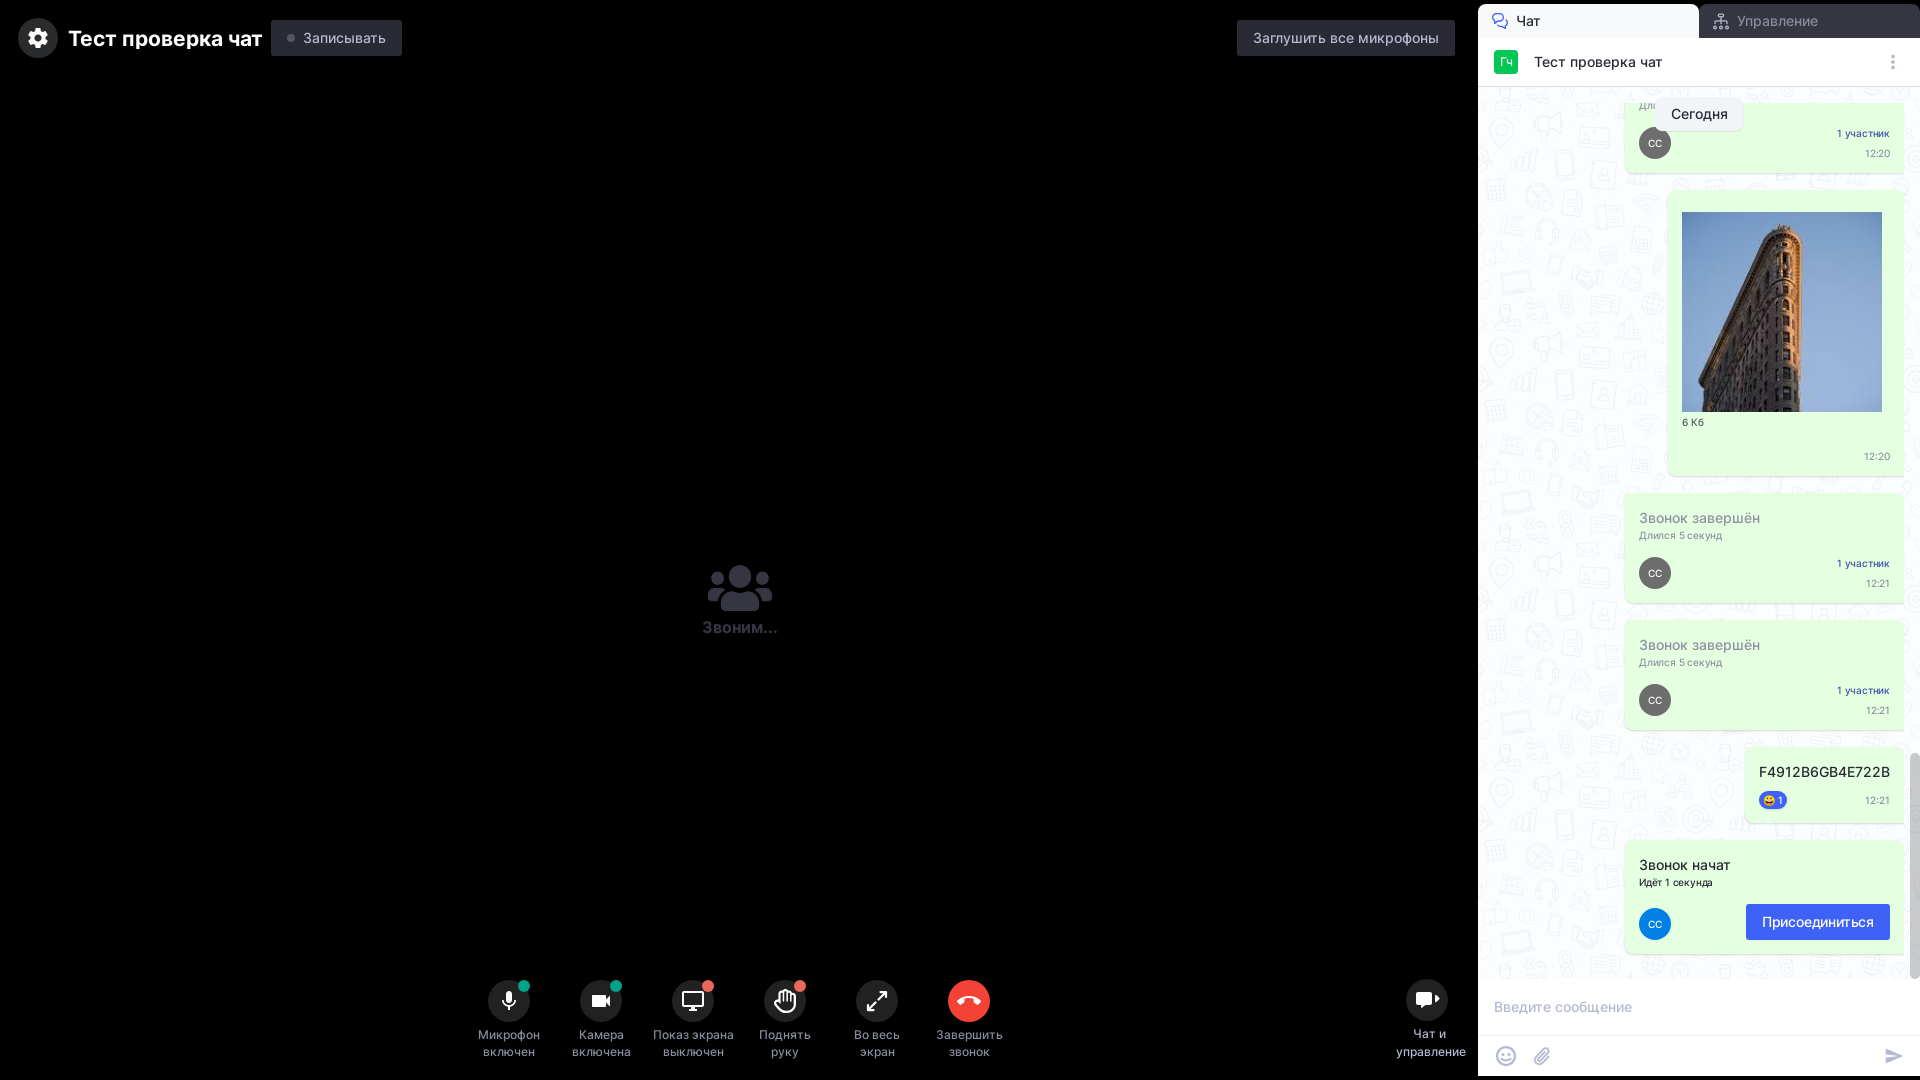 Тест проверка чат
Записывать
Заглушить все микрофоны
Звоним...
Микрофон
включен
Камера
включена
Показ экрана
выключен
Поднять
руку
Во весь
экран
Завершить
звонок
Чат и
управление
Чат
Управление
Гч
Тест проверка чат
Сегодня
СС
1 участник
12:20
6 Кб
12:20
Звонок завершён
Длился 5 секунд
СС
1 участник
12:21
Звонок завершён
Длился 5 секунд
СС
1 участник
12:21
F4912B6GB4E722B
😀 1
12:21
Звонок начат
Идёт 1 секунда
СС
Присоединиться
Введите сообщение